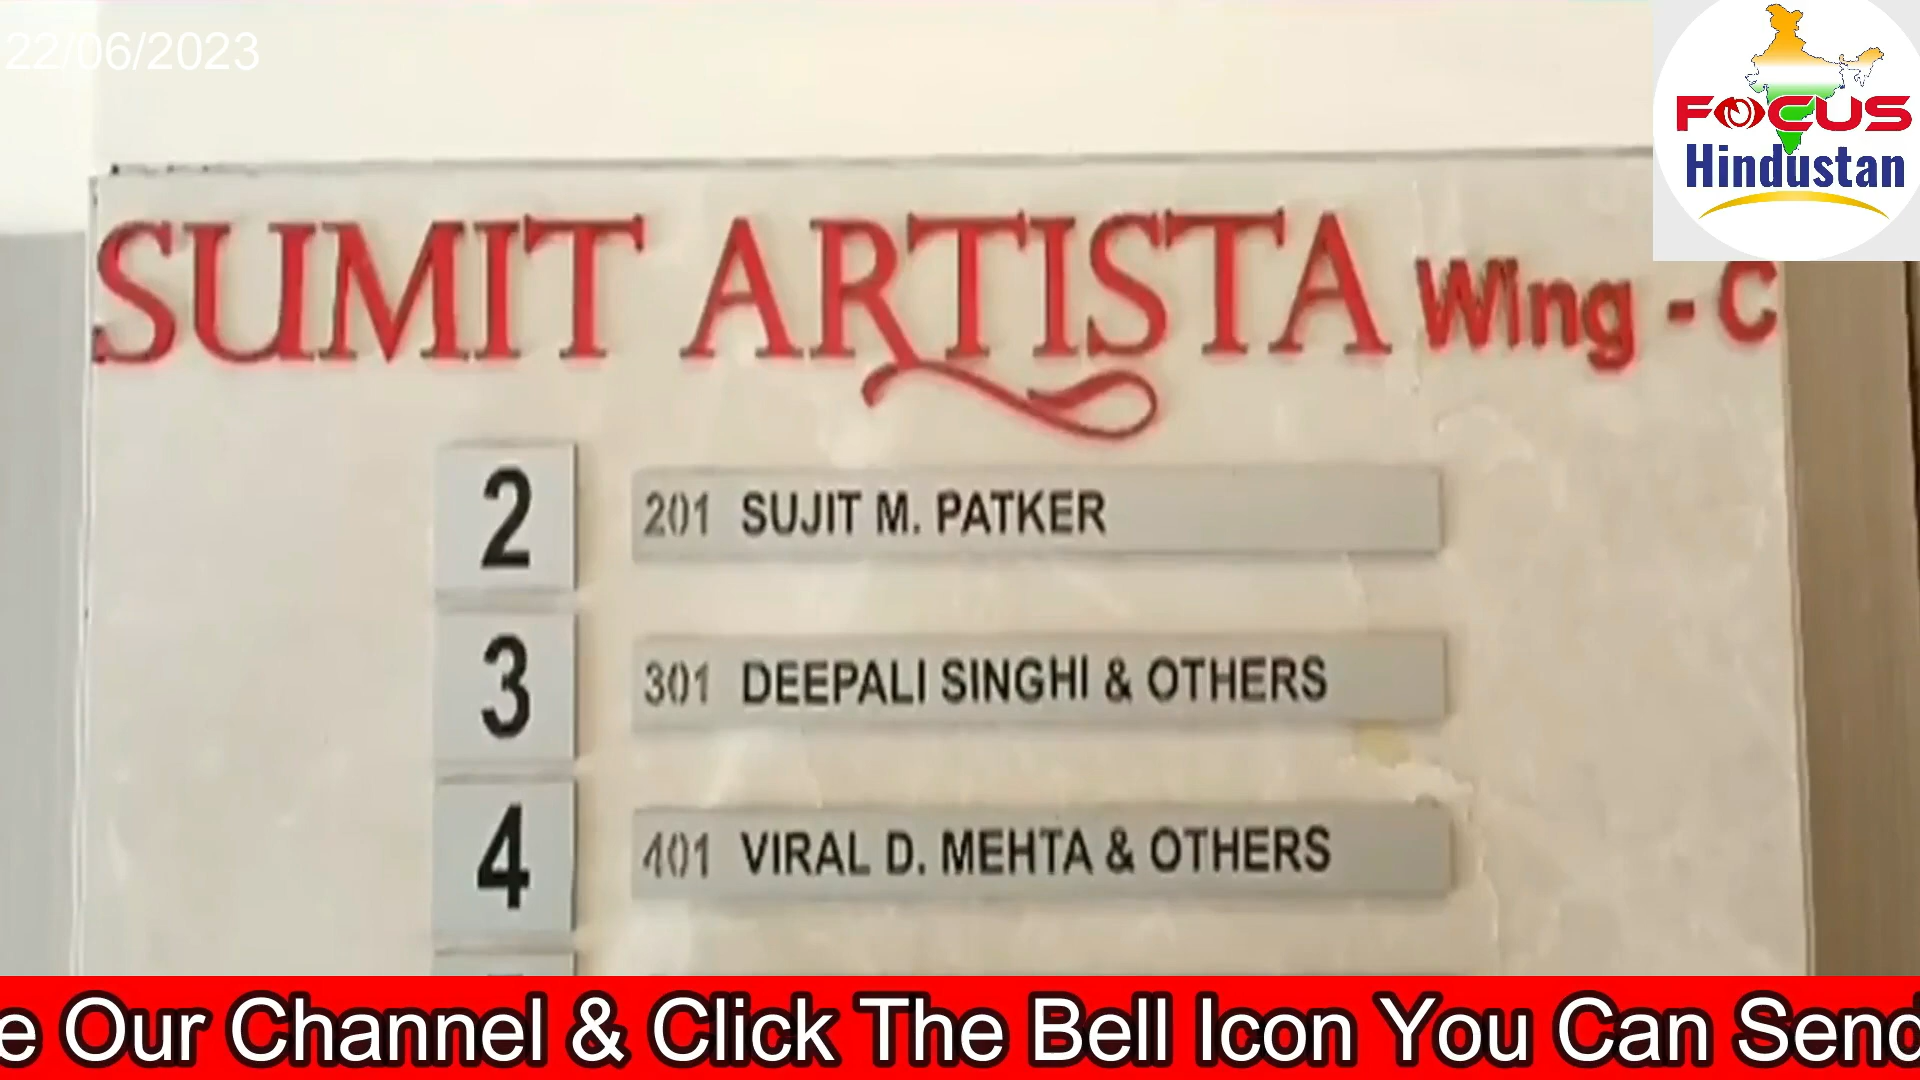 22/06/2023
FOCUS
Hindustan
SUMIT ARTISTA Wing - C
2 201 SUJIT M. PATKER
3 301 DEEPALI SINGHI & OTHERS
4 401 VIRAL D. MEHTA & OTHERS
e Our Channel & Click The Bell Icon You Can Send